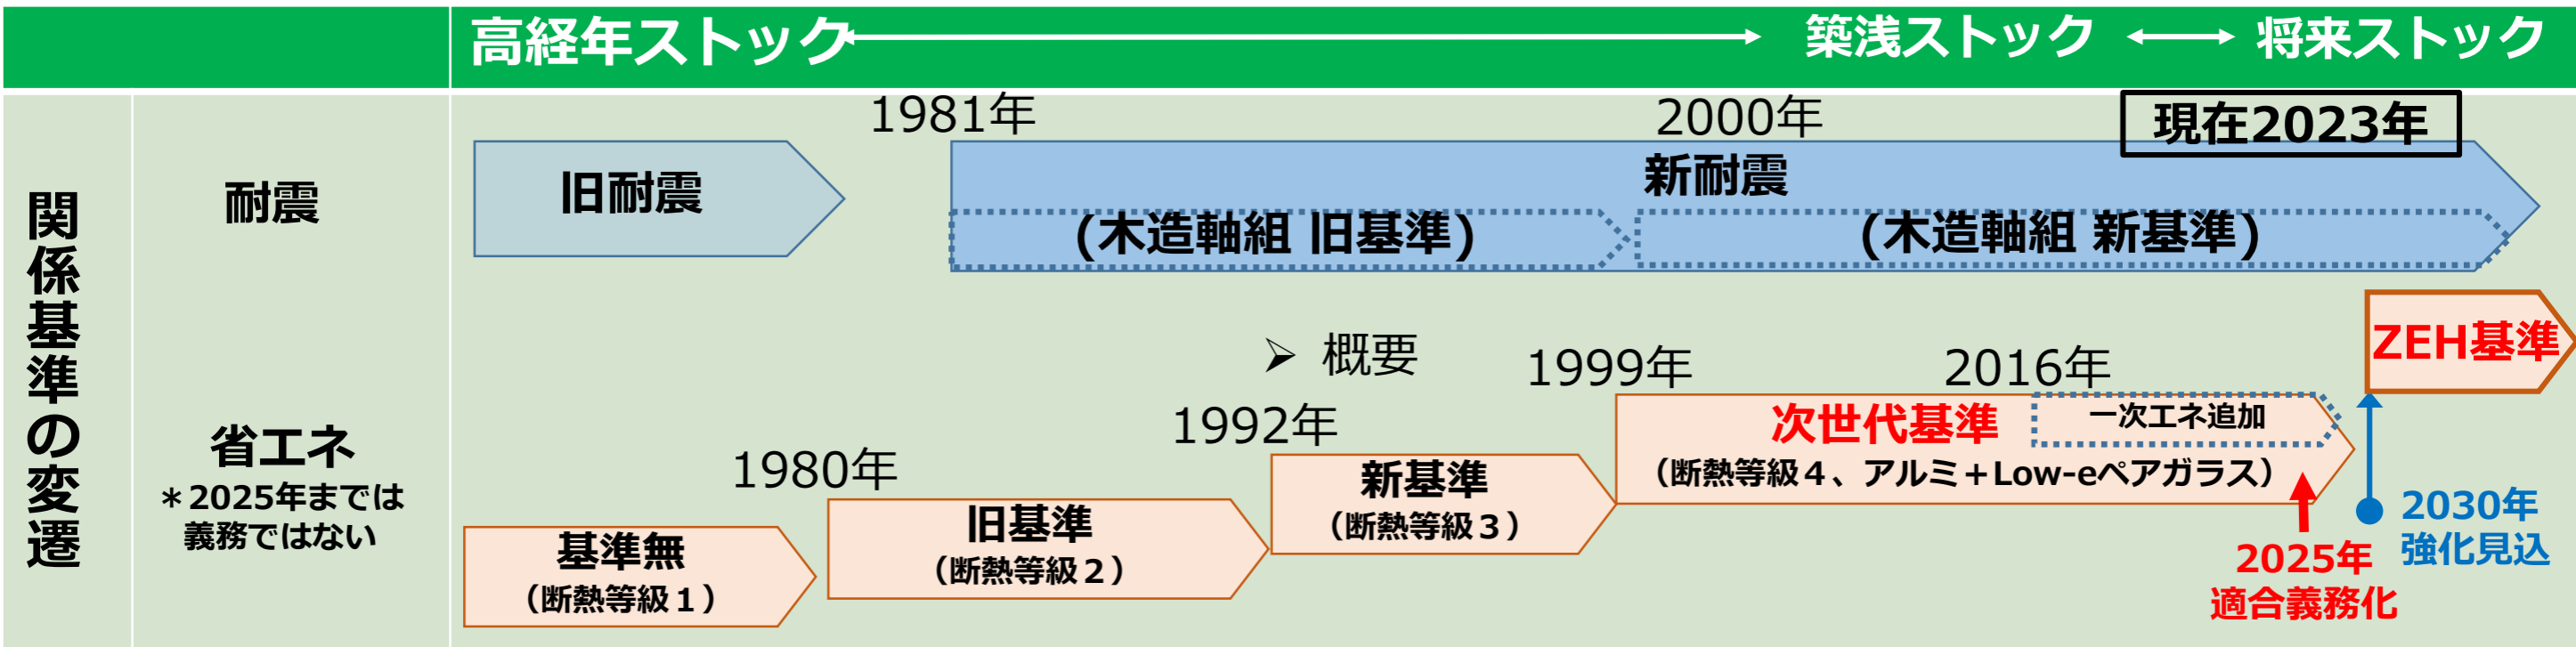 高経年ストック
築浅ストック
将来ストック
関係基準の変遷
耐震
1981年
2000年
現在2023年
旧耐震
新耐震
(木造軸組 旧基準)
(木造軸組 新基準)
省エネ
＊2025年までは
義務ではない
➢ 概要
1980年
1992年
1999年
2016年
基準無
（断熱等級１）
旧基準
（断熱等級２）
新基準
（断熱等級３）
次世代基準
一次エネ追加
（断熱等級４、アルミ＋Low-eペアガラス）
ZEH基準
2025年
適合義務化
2030年
強化見込